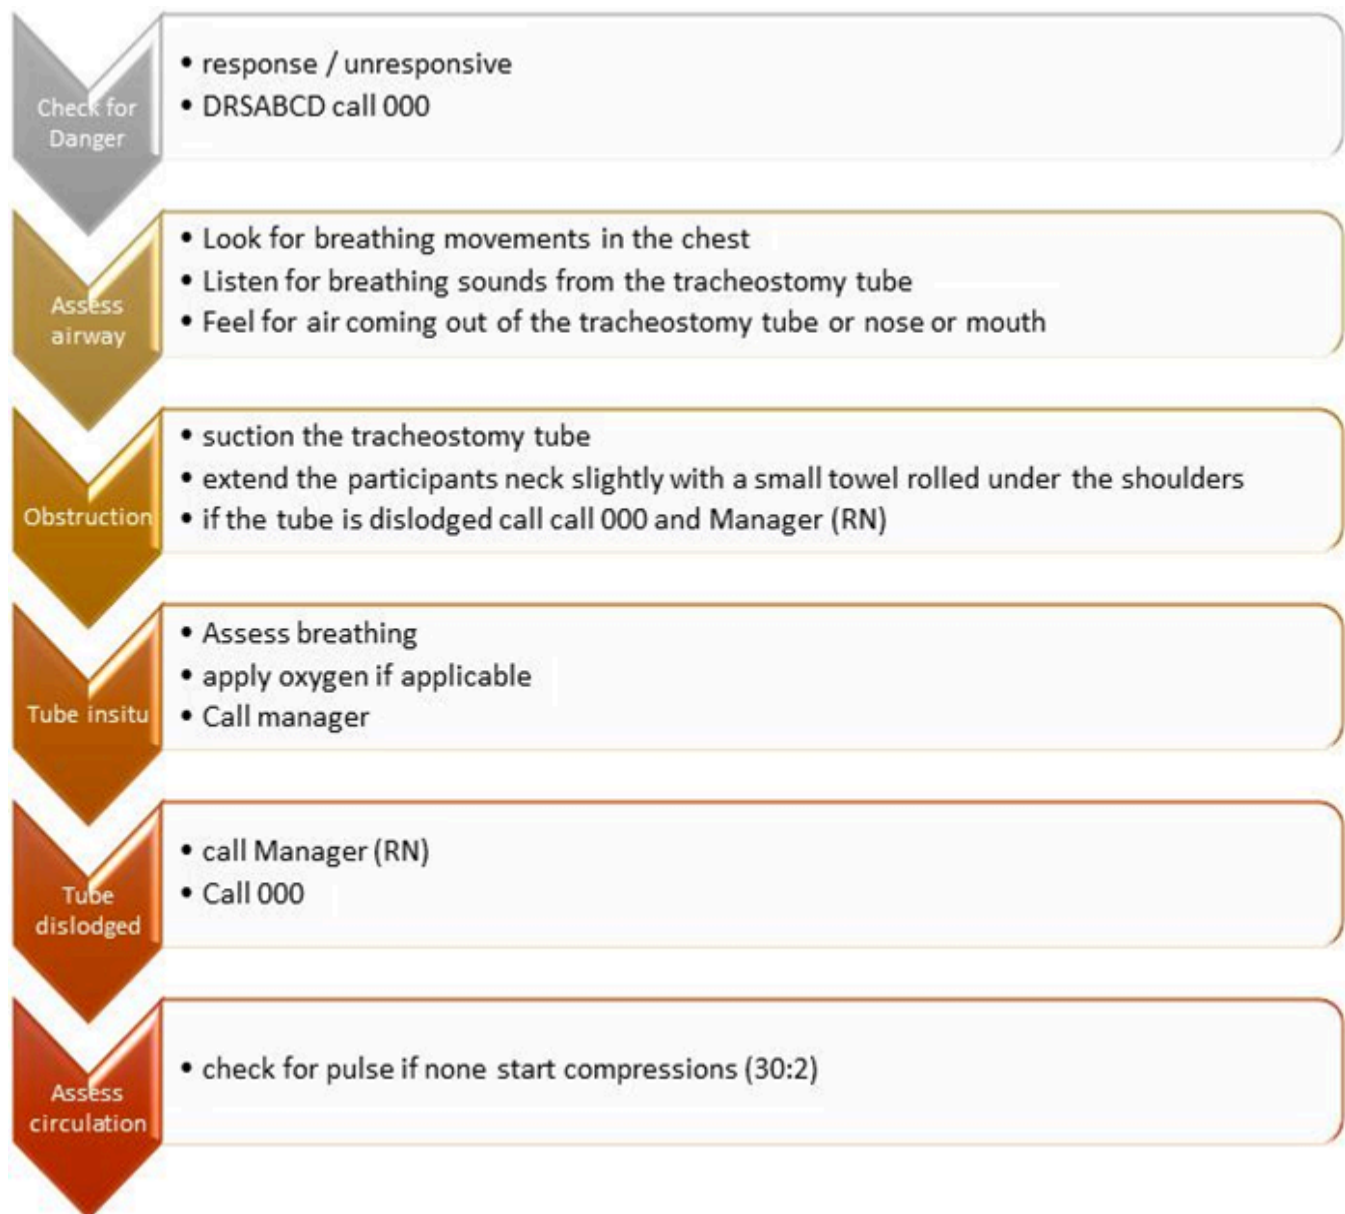 Check for
Danger
• response / unresponsive
• DRSABCD call 000
Assess
airway
• Look for breathing movements in the chest
• Listen for breathing sounds from the tracheostomy tube
• Feel for air coming out of the tracheostomy tube or nose or mouth
Obstruction
• suction the tracheostomy tube
• extend the participants neck slightly with a small towel rolled under the shoulders
• if the tube is dislodged call call 000 and Manager (RN)
Tube insitu
• Assess breathing
• apply oxygen if applicable
• Call manager
Tube
dislodged
• call Manager (RN)
• Call 000
Assess
circulation
• check for pulse if none start compressions (30:2)